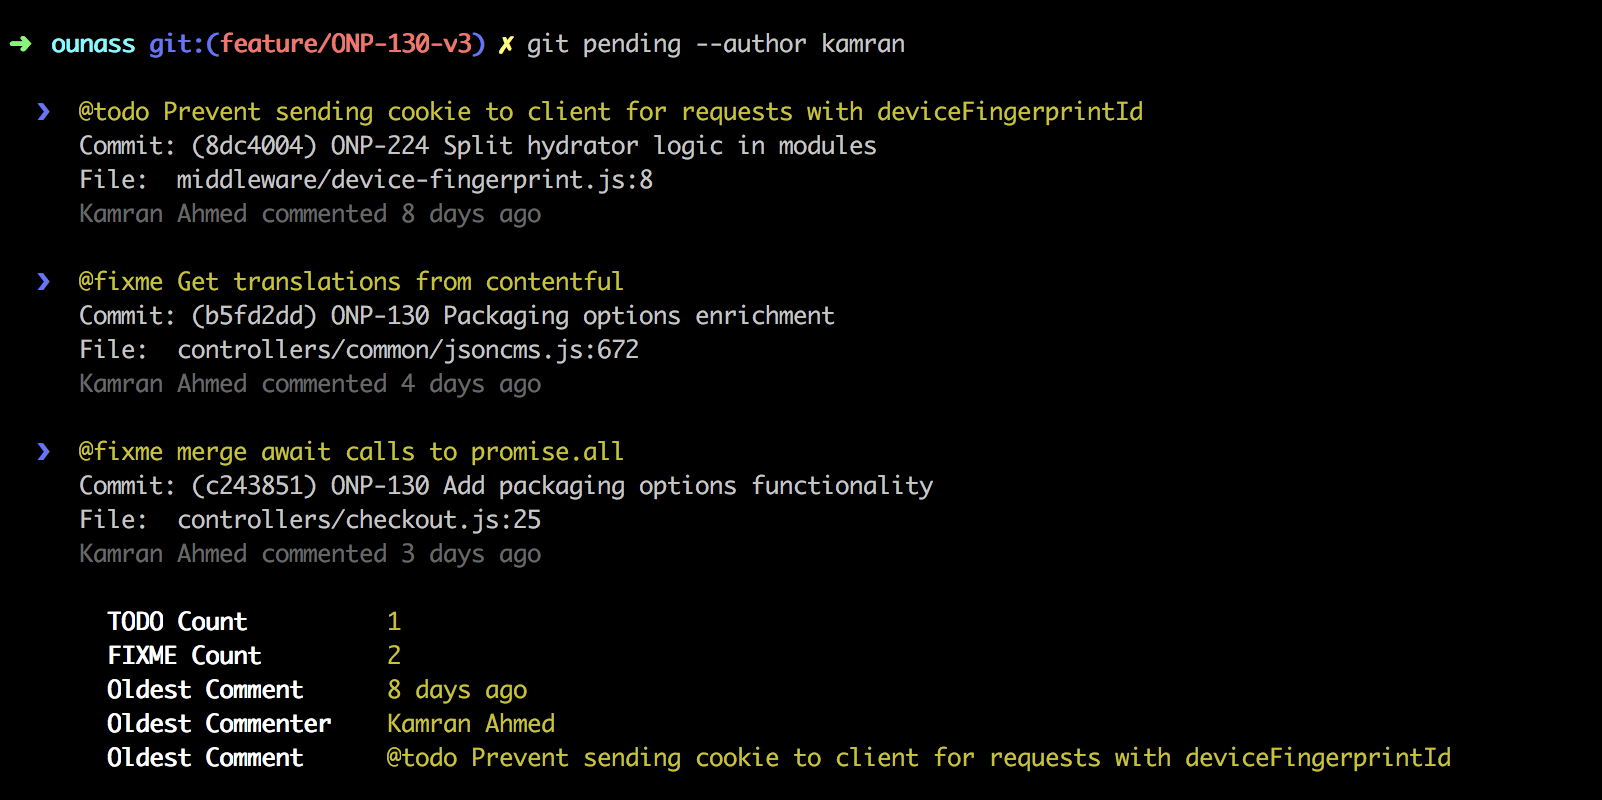 ➜ ounass git:(feature/ONP-130-v3) ✗ git pending --author kamran
❯ @todo Prevent sending cookie to client for requests with deviceFingerprintId
Commit: (8dc4004) ONP-224 Split hydrator logic in modules
File: middleware/device-fingerprint.js:8
Kamran Ahmed commented 8 days ago
❯ @fixme Get translations from contentful
Commit: (b5fd2dd) ONP-130 Packaging options enrichment
File: controllers/common/jsoncms.js:672
Kamran Ahmed commented 4 days ago
❯ @fixme merge await calls to promise.all
Commit: (c243851) ONP-130 Add packaging options functionality
File: controllers/checkout.js:25
Kamran Ahmed commented 3 days ago
TODO Count 1
FIXME Count 2
Oldest Comment 8 days ago
Oldest Commenter Kamran Ahmed
Oldest Comment @todo Prevent sending cookie to client for requests with deviceFingerprintId